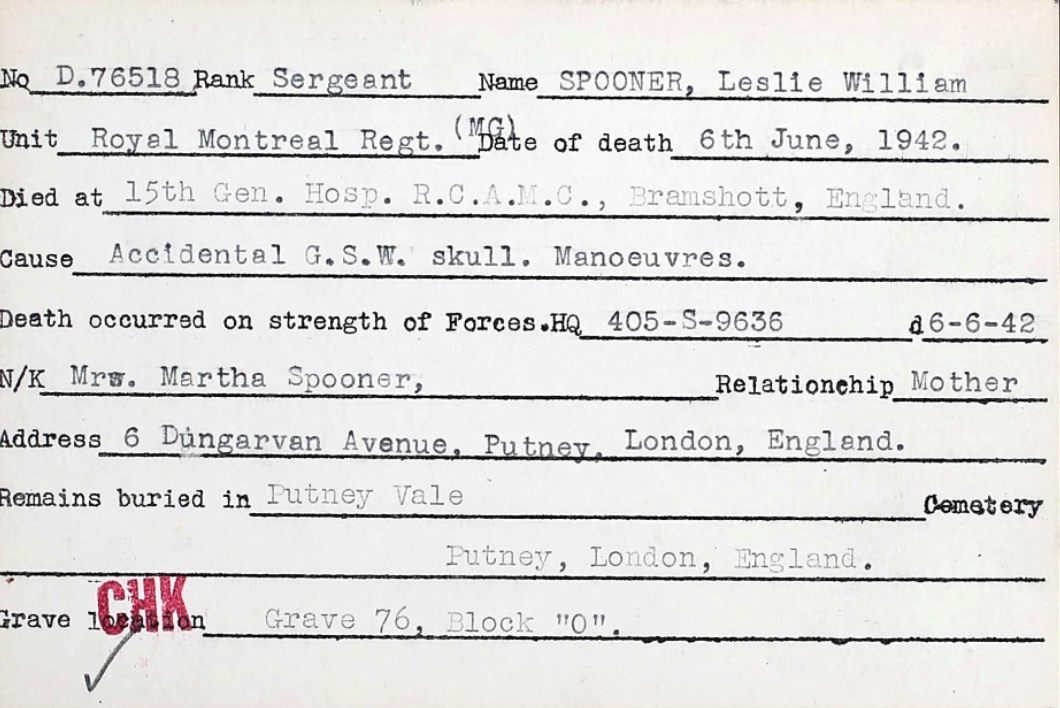 No D.76518 Rank Sergeant Name SPOONER, Leslie William
Unit Royal Montreal Regt. (MG) Date of death 6th June, 1942.
Died at 15th Gen. Hosp. R.C.A.M.C., Bramshott, England.
Cause Accidental G.S.W. skull. Manoeuvres.
Death occurred on strength of Forces. HQ 405-S-9636 d 6-6-42
N/K Mrs. Martha Spooner, Relationship Mother
Address 6 Dungarvan Avenue, Putney, London, England.
Remains buried in Putney Vale Cemetery
Putney, London, England.
CHK
Grave location Grave 76, Block "O".